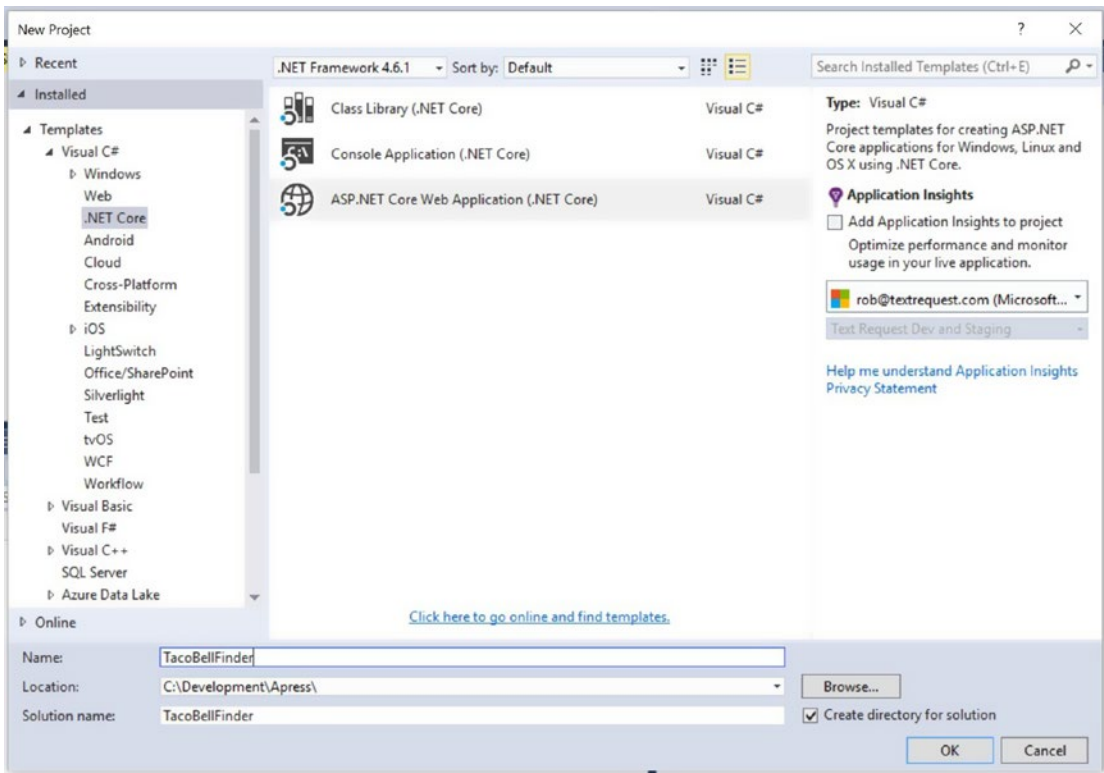 New Project
?
Recent
Installed
Templates
Visual C#
Windows
Web
.NET Core
Android
Cloud
Cross-Platform
Extensibility
iOS
LightSwitch
Office/SharePoint
Silverlight
Test
tvOS
WCF
Workflow
Visual Basic
Visual F#
Visual C++
SQL Server
Azure Data Lake
Online
.NET Framework 4.6.1 Sort by: Default
Class Library (.NET Core) Visual C#
Console Application (.NET Core) Visual C#
ASP.NET Core Web Application (.NET Core) Visual C#
Click here to go online and find templates.
Search Installed Templates (Ctrl+E)
Type: Visual C#
Project templates for creating ASP.NET
Core applications for Windows, Linux and
OS X using .NET Core.
Application Insights
Add Application Insights to project
Optimize performance and monitor
usage in your live application.
rob@textrequest.com (Microsoft...
Text Request Dev and Staging
Help me understand Application Insights
Privacy Statement
Name: TacoBellFinder
Location: C:\Development\Apress\ Browse...
Solution name: TacoBellFinder Create directory for solution
OK Cancel